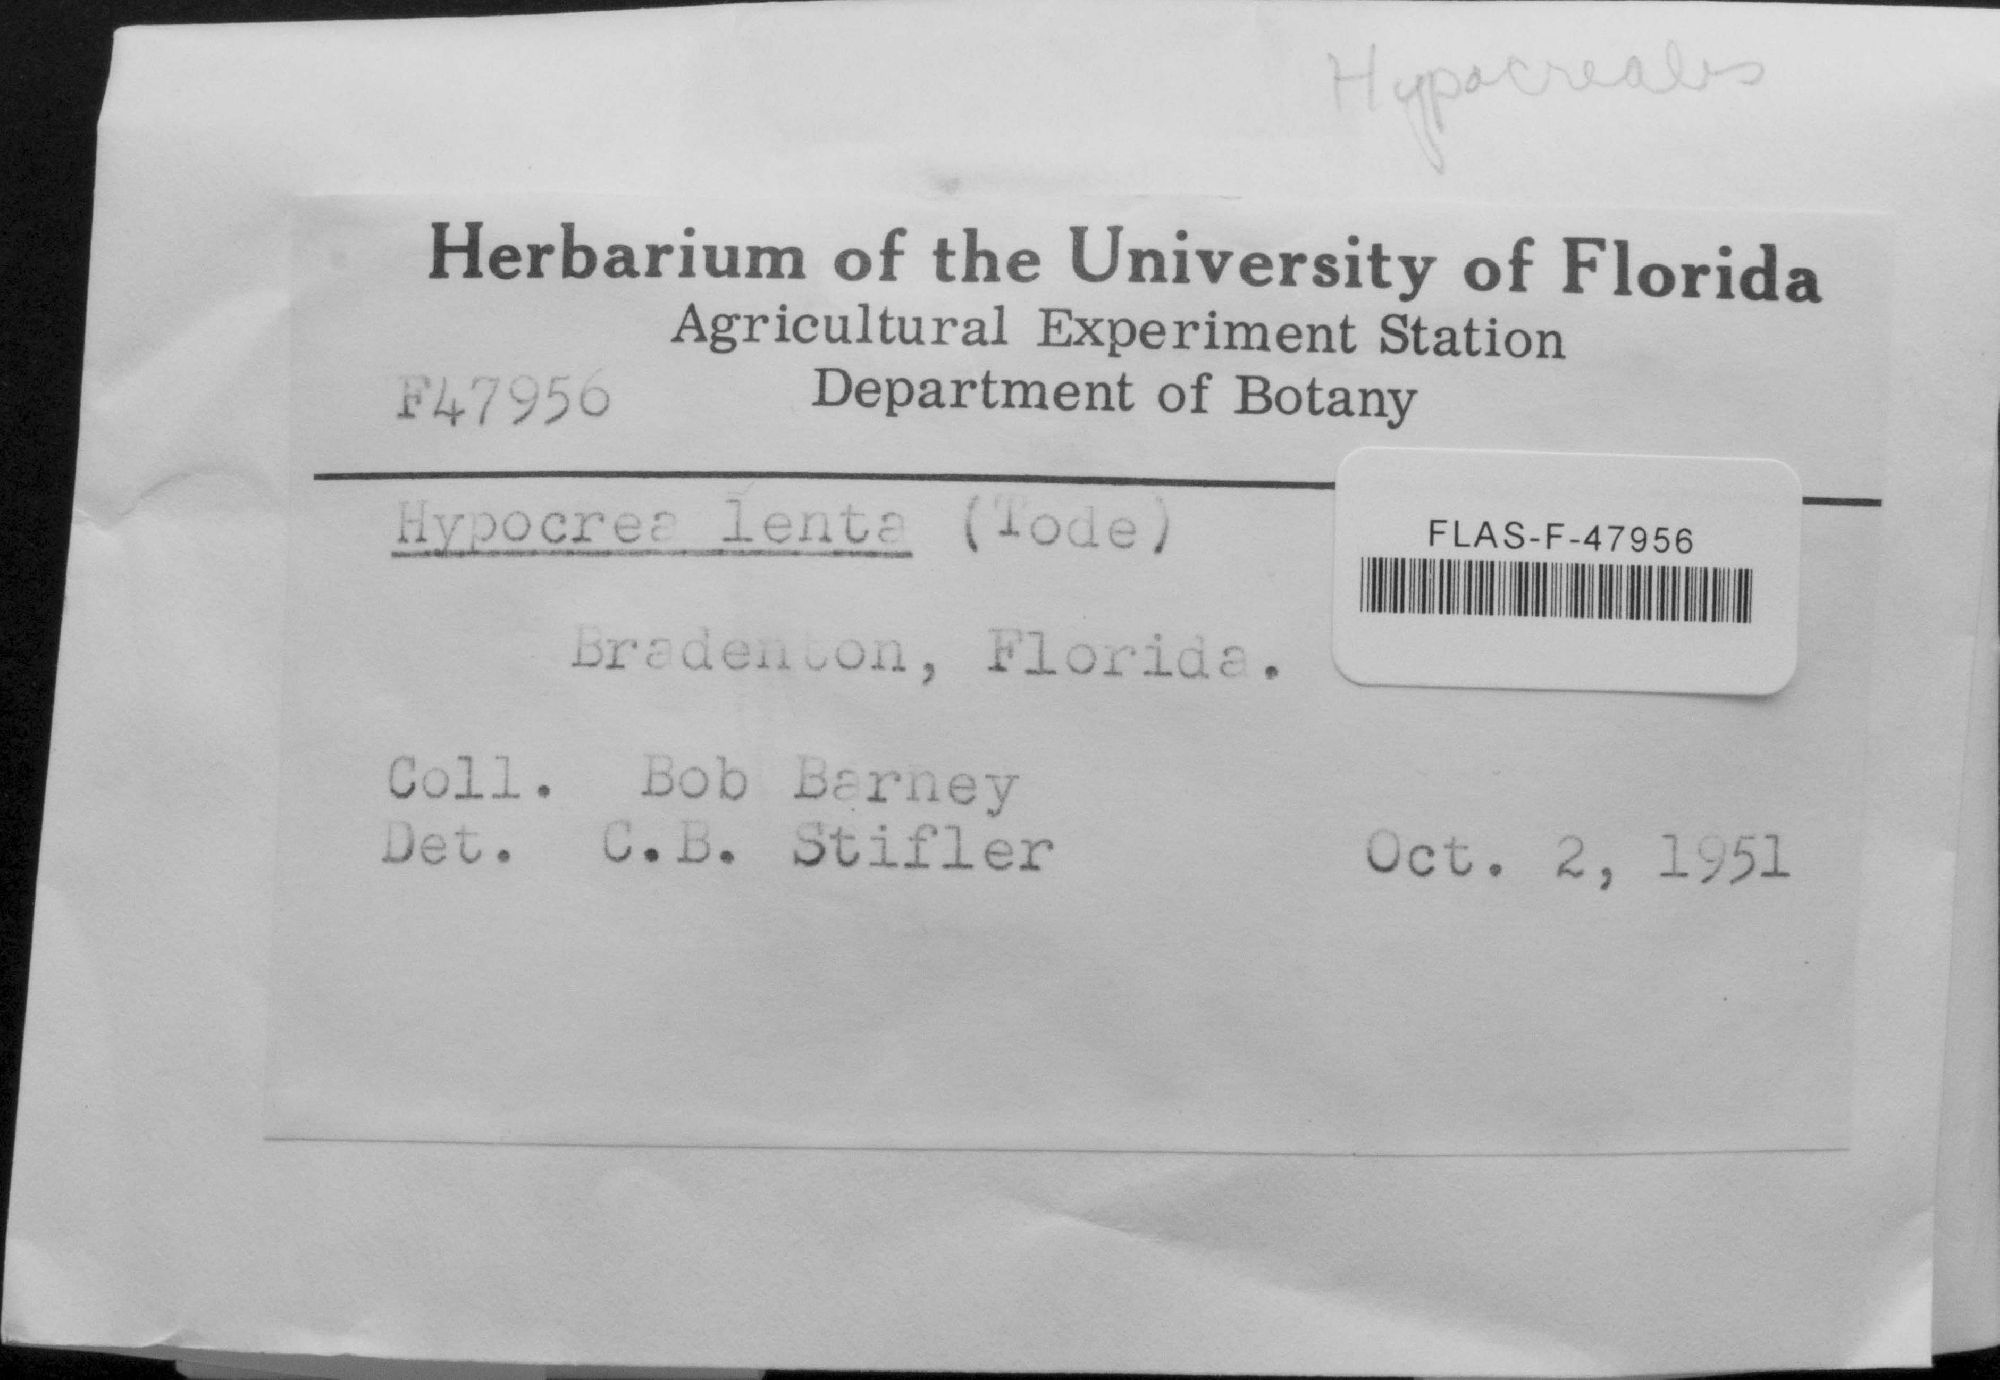 Hypocreales
Herbarium of the University of Florida
Agricultural Experiment Station
F47956 Department of Botany
Hypocrea lenta (Tode)
FLAS-F-47956
Bradenton, Florida.
Coll. Bob Barney
Det. C.B. Stifler Oct. 2, 1951